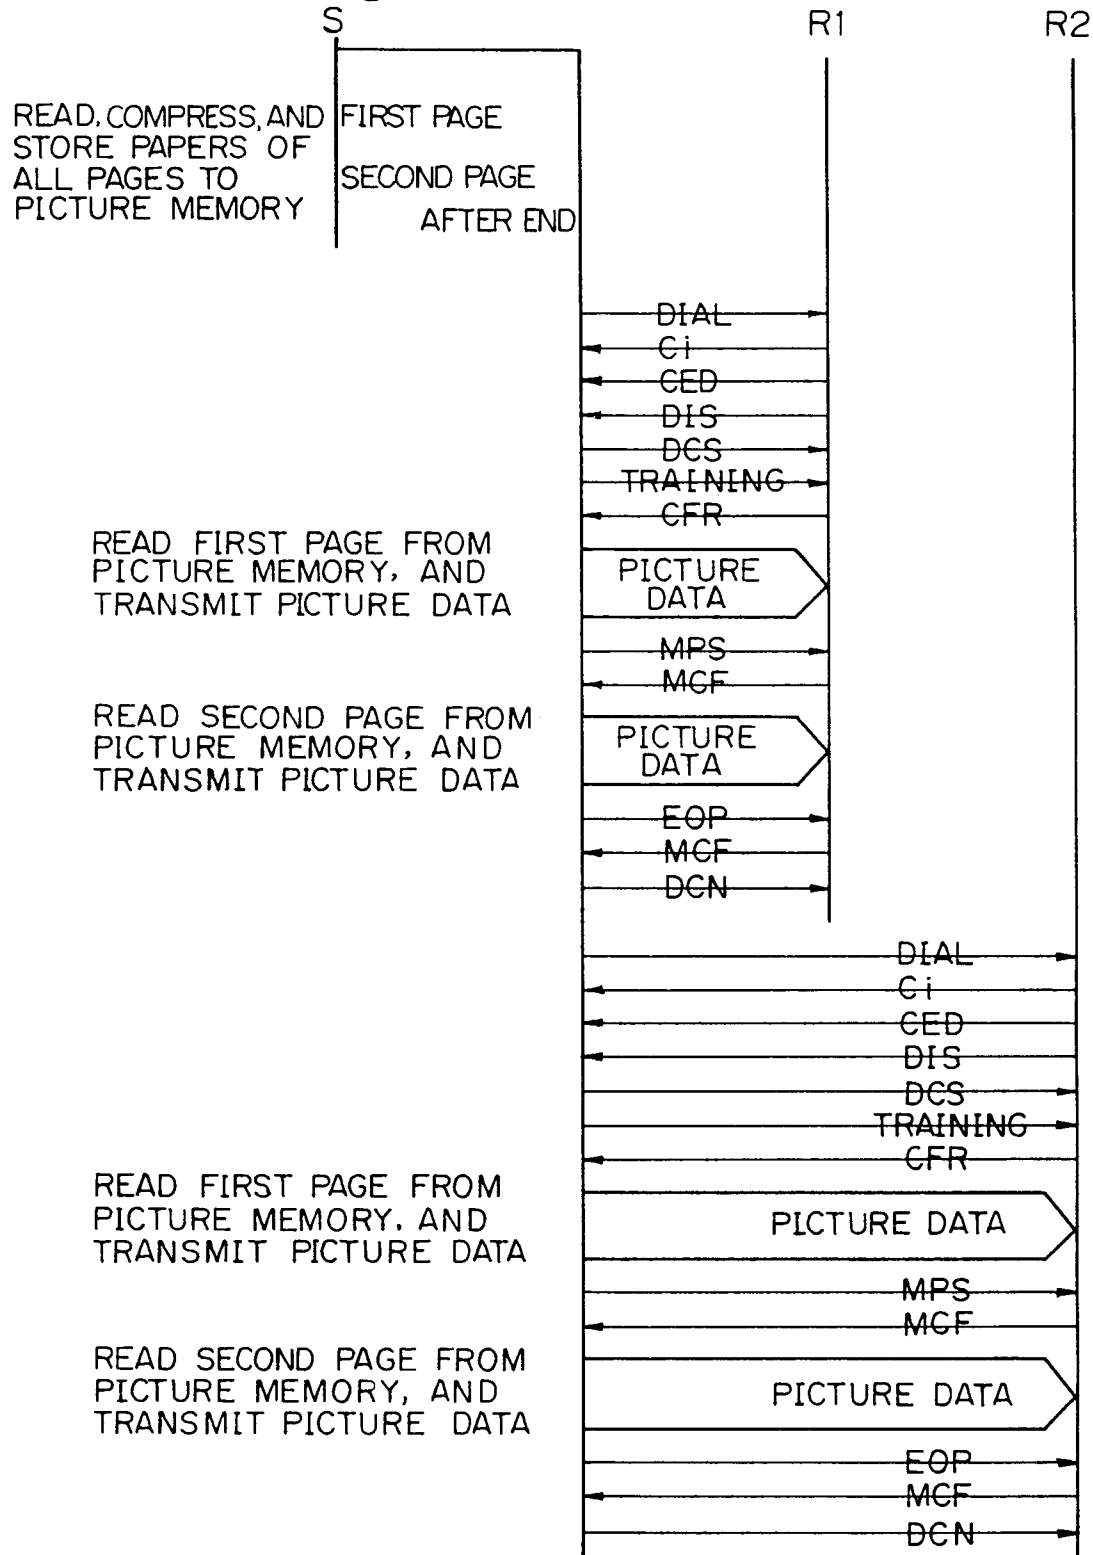 S R1 R2
READ, COMPRESS, AND FIRST PAGE
STORE PAPERS OF
ALL PAGES TO SECOND PAGE
PICTURE MEMORY AFTER END
DIAL
Ci
CED
DIS
DCS
TRAINING
CFR
READ FIRST PAGE FROM
PICTURE MEMORY, AND
TRANSMIT PICTURE DATA
PICTURE
DATA
MPS
MCF
READ SECOND PAGE FROM
PICTURE MEMORY, AND
TRANSMIT PICTURE DATA
PICTURE
DATA
EOP
MCF
DCN
DIAL
Ci
CED
DIS
DCS
TRAINING
CFR
READ FIRST PAGE FROM
PICTURE MEMORY, AND
TRANSMIT PICTURE DATA
PICTURE DATA
MPS
MCF
READ SECOND PAGE FROM
PICTURE MEMORY, AND
TRANSMIT PICTURE DATA
PICTURE DATA
EOP
MCF
DCN